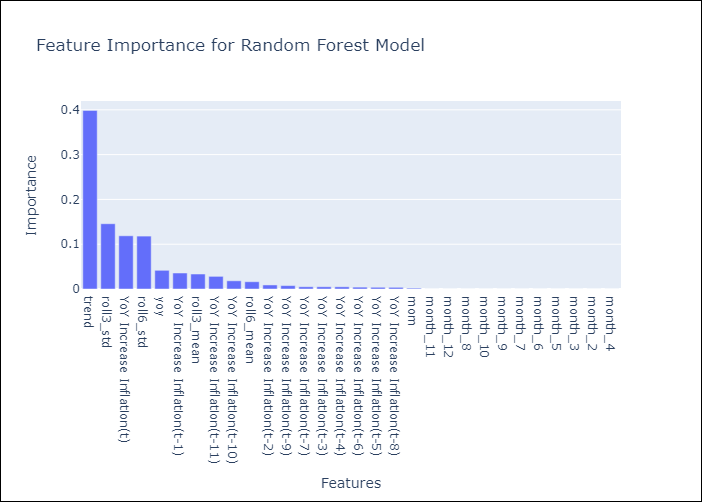 Feature Importance for Random Forest Model
Importance
0.4
0.3
0.2
0.1
0
trend
roll3_std
YoY Increase Inflation(t)
roll6_std
yoy
YoY Increase Inflation(t-1)
roll3_mean
YoY Increase Inflation(t-11)
YoY Increase Inflation(t-10)
roll6_mean
YoY Increase Inflation(t-2)
YoY Increase Inflation(t-9)
YoY Increase Inflation(t-7)
YoY Increase Inflation(t-3)
YoY Increase Inflation(t-4)
YoY Increase Inflation(t-6)
YoY Increase Inflation(t-5)
YoY Increase Inflation(t-8)
mom
month_11
month_12
month_8
month_10
month_9
month_7
month_6
month_5
month_3
month_2
month_4
Features